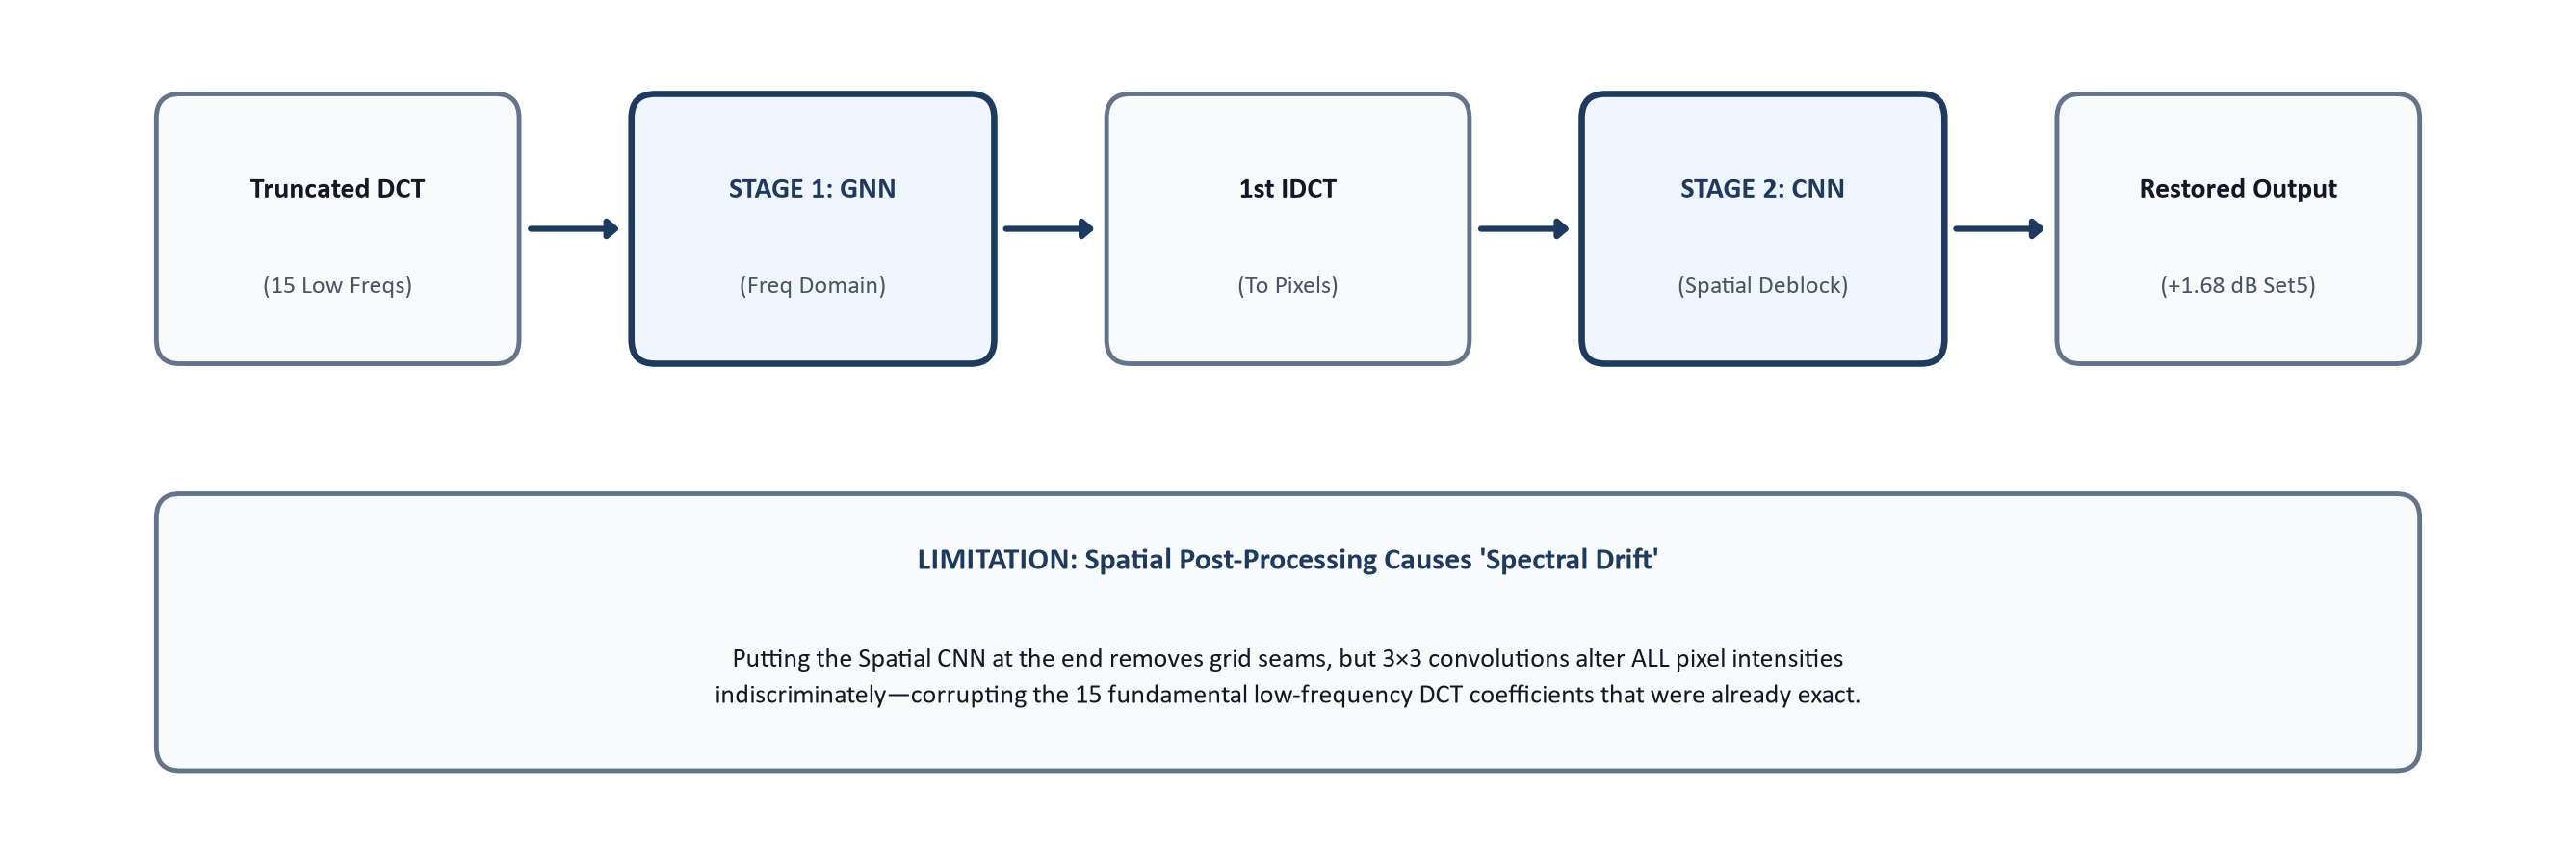 Truncated DCT
(15 Low Freqs)
STAGE 1: GNN
(Freq Domain)
1st IDCT
(To Pixels)
STAGE 2: CNN
(Spatial Deblock)
Restored Output
(+1.68 dB Set5)
LIMITATION: Spatial Post-Processing Causes 'Spectral Drift'
Putting the Spatial CNN at the end removes grid seams, but 3×3 convolutions alter ALL pixel intensities
indiscriminately—corrupting the 15 fundamental low-frequency DCT coefficients that were already exact.